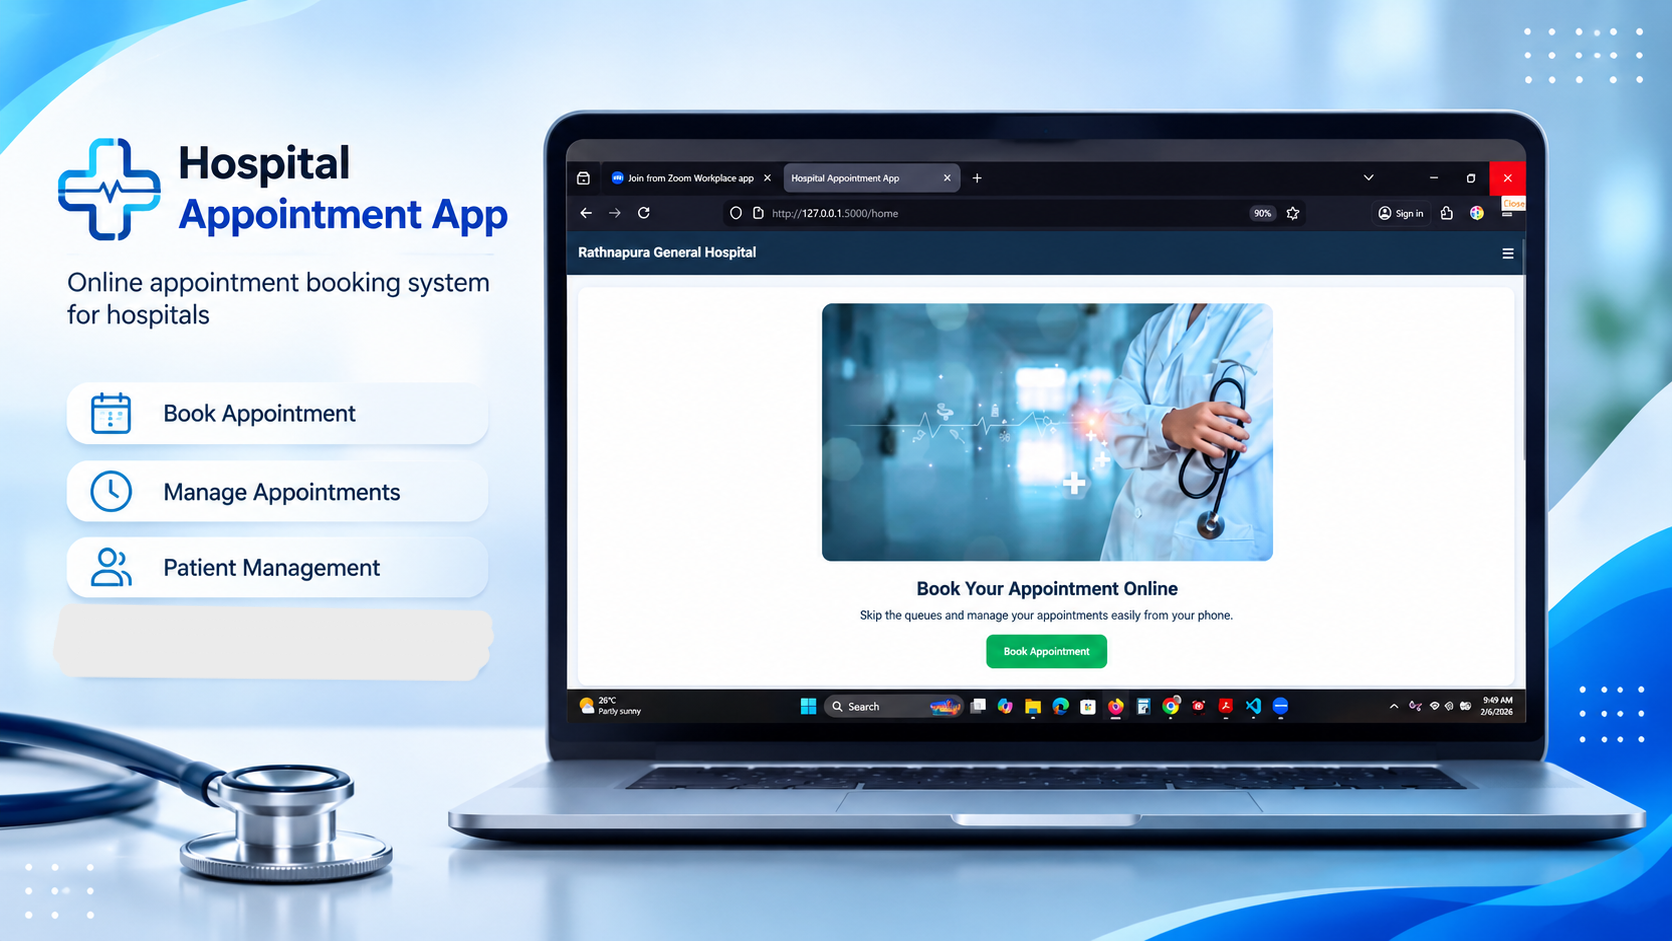 Hospital
Appointment App
Online appointment booking system
for hospitals
Book Appointment
Manage Appointments
Patient Management
Join from Zoom Workplace app
Hospital Appointment App
Close
http://127.0.0.1:5000/home
90%
Sign in
Rathnapura General Hospital
Book Your Appointment Online
Skip the queues and manage your appointments easily from your phone.
Book Appointment
26°C
Partly sunny
Search
9:49 AM
2/6/2026